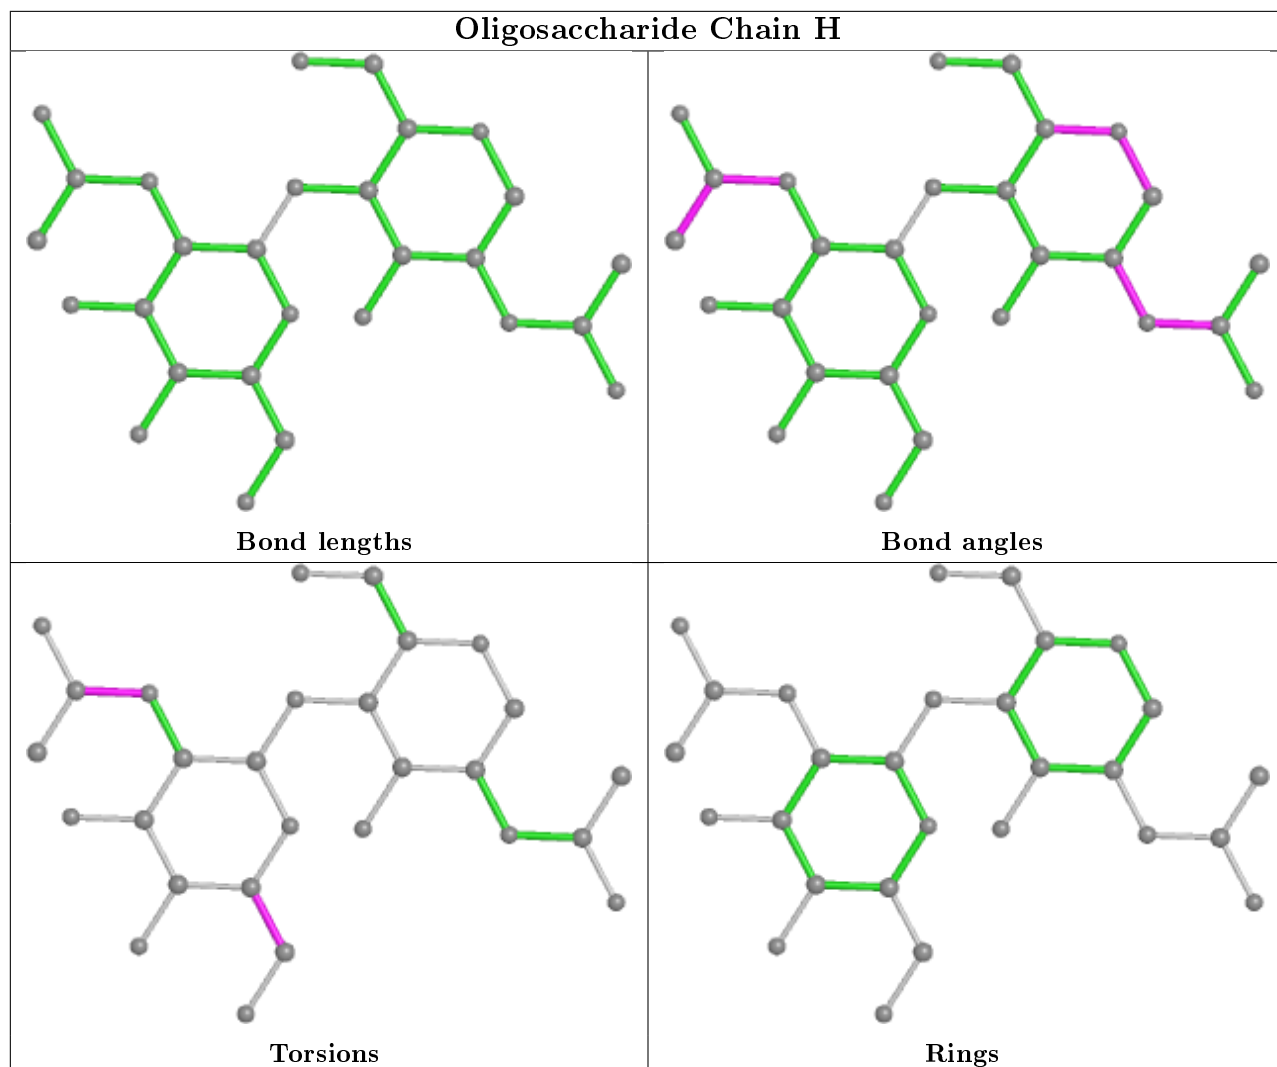 Oligosaccharide Chain H
Bond lengths
Bond angles
Torsions
Rings